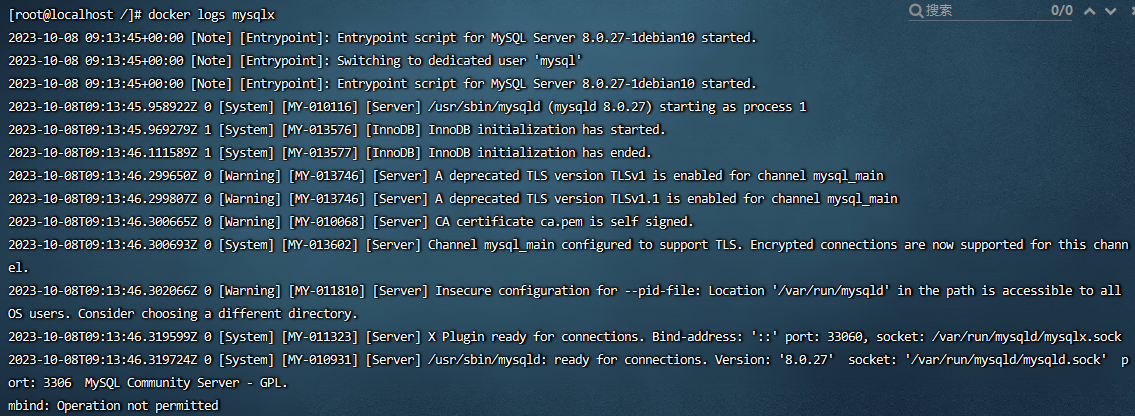 [root@localhost /]# docker logs mysqlx
搜索
0/0
2023-10-08 09:13:45+00:00 [Note] [Entrypoint]: Entrypoint script for MySQL Server 8.0.27-1debian10 started.
2023-10-08 09:13:45+00:00 [Note] [Entrypoint]: Switching to dedicated user 'mysql'
2023-10-08 09:13:45+00:00 [Note] [Entrypoint]: Entrypoint script for MySQL Server 8.0.27-1debian10 started.
2023-10-08T09:13:45.958922Z 0 [System] [MY-010116] [Server] /usr/sbin/mysqld (mysqld 8.0.27) starting as process 1
2023-10-08T09:13:45.969279Z 1 [System] [MY-013576] [InnoDB] InnoDB initialization has started.
2023-10-08T09:13:46.111589Z 1 [System] [MY-013577] [InnoDB] InnoDB initialization has ended.
2023-10-08T09:13:46.299650Z 0 [Warning] [MY-013746] [Server] A deprecated TLS version TLSv1 is enabled for channel mysql_main
2023-10-08T09:13:46.299807Z 0 [Warning] [MY-013746] [Server] A deprecated TLS version TLSv1.1 is enabled for channel mysql_main
2023-10-08T09:13:46.300665Z 0 [Warning] [MY-010068] [Server] CA certificate ca.pem is self signed.
2023-10-08T09:13:46.300693Z 0 [System] [MY-013602] [Server] Channel mysql_main configured to support TLS. Encrypted connections are now supported for this chann
el.
2023-10-08T09:13:46.302066Z 0 [Warning] [MY-011810] [Server] Insecure configuration for --pid-file: Location '/var/run/mysqld' in the path is accessible to all
OS users. Consider choosing a different directory.
2023-10-08T09:13:46.319599Z 0 [System] [MY-011323] [Server] X Plugin ready for connections. Bind-address: '::' port: 33060, socket: /var/run/mysqld/mysqlx.sock
2023-10-08T09:13:46.319724Z 0 [System] [MY-010931] [Server] /usr/sbin/mysqld: ready for connections. Version: '8.0.27'  socket: '/var/run/mysqld/mysqld.sock'  p
ort: 3306  MySQL Community Server - GPL.
mbind: Operation not permitted